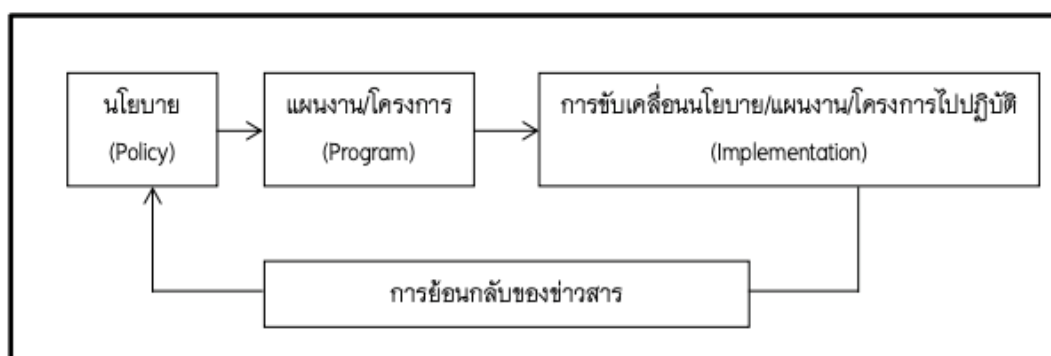 นโยบาย
(Policy)
แผนงาน/โครงการ
(Program)
การขับเคลื่อนนโยบาย/แผนงาน/โครงการไปปฏิบัติ
(Implementation)
การย้อนกลับของข่าวสาร